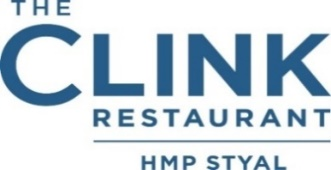 THE
CLINK
RESTAURANT
HMP STYAL